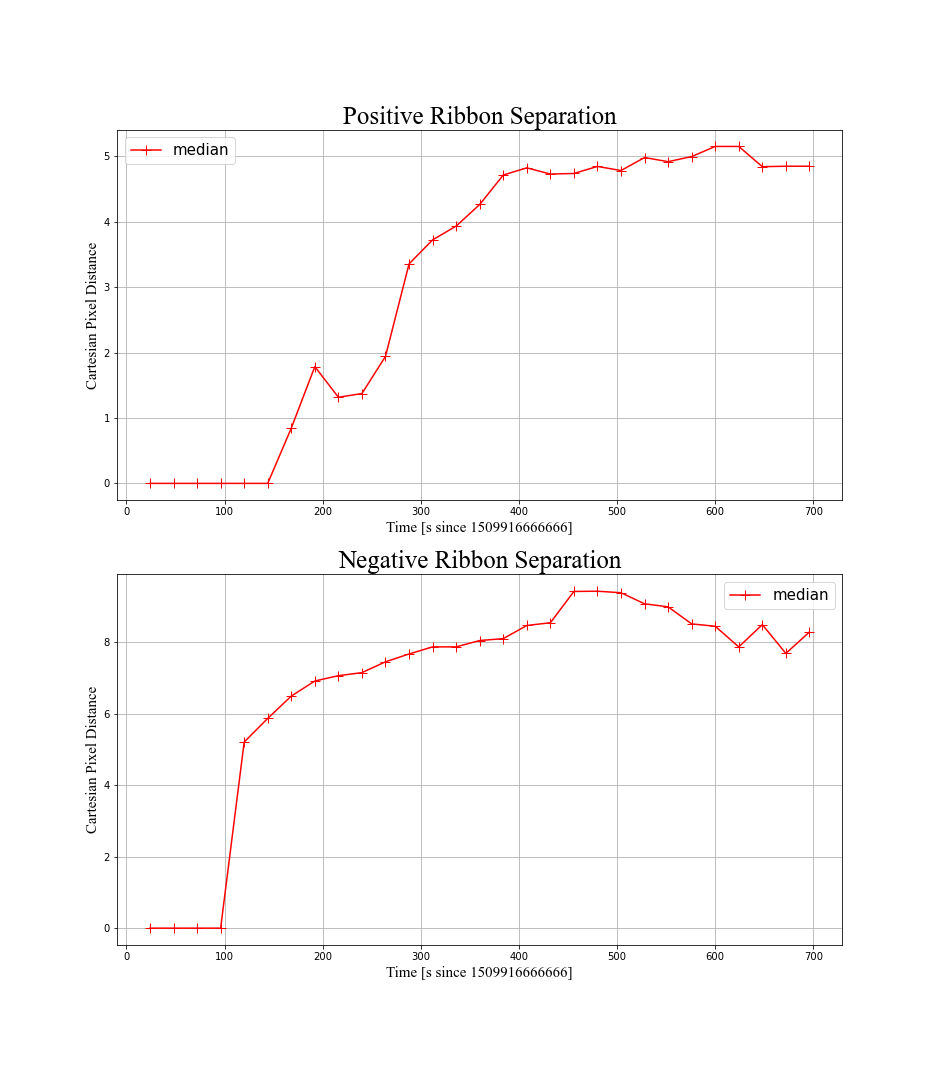 Positive Ribbon Separation
median
Cartesian Pixel Distance
5
4
3
2
1
0
0 100 200 300 400 500 600 700
Time [s since 1509916666666]
Negative Ribbon Separation
median
Cartesian Pixel Distance
8
6
4
2
0
0 100 200 300 400 500 600 700
Time [s since 1509916666666]